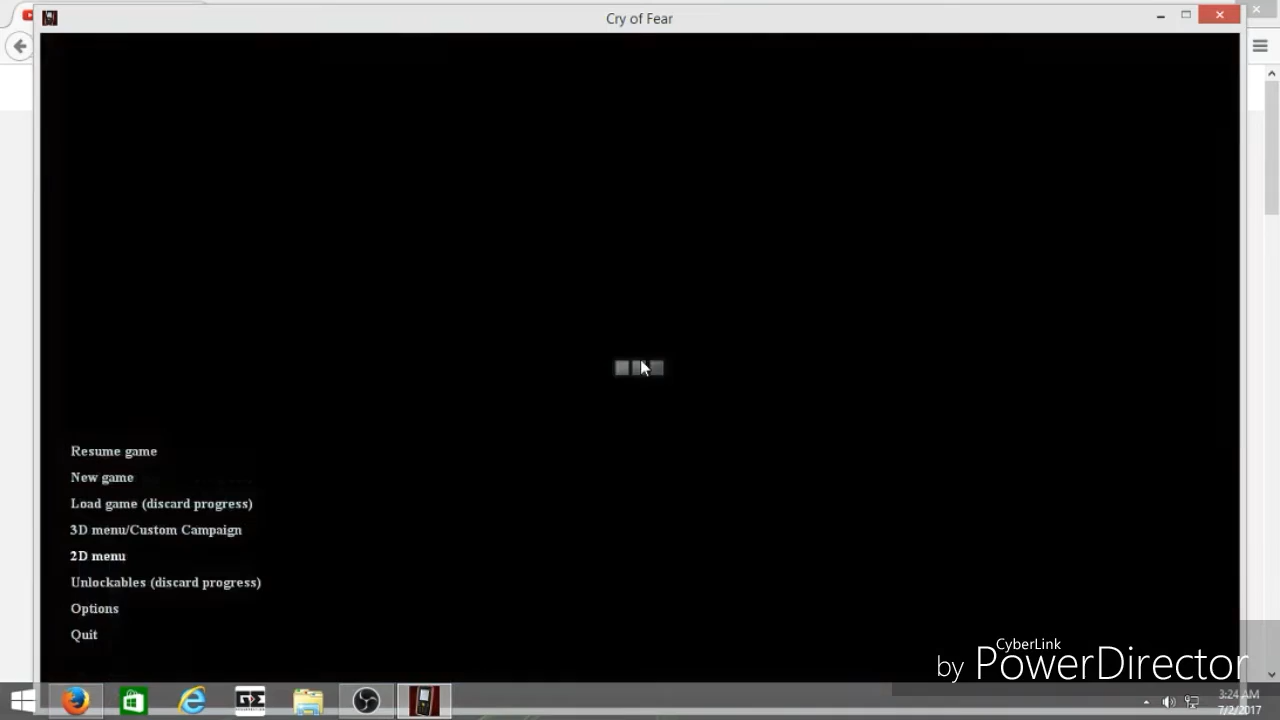 Cry of Fear
Resume game
New game
Load game (discard progress)
3D menu/Custom Campaign
2D menu
Unlockables (discard progress)
Options
Quit
CyberLink
by PowerDirector
3:24 AM
7/2/2017